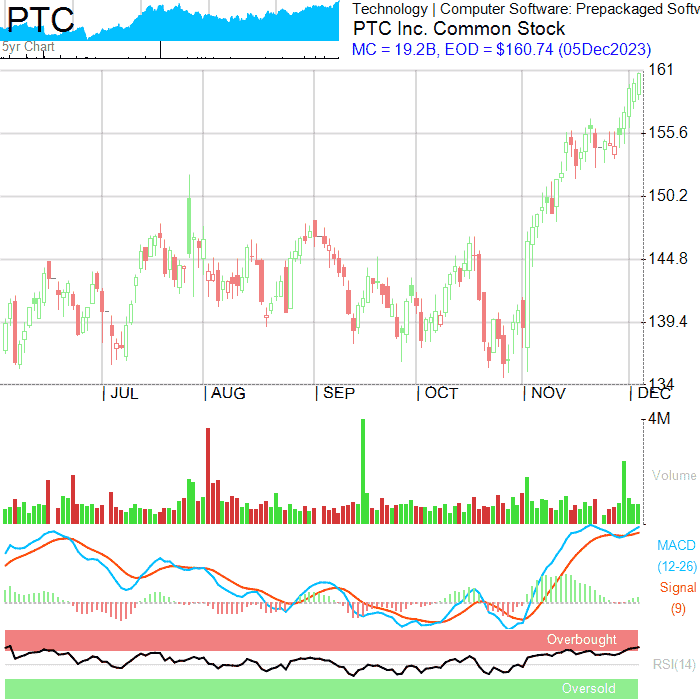 PTC
5yr Chart
Technology | Computer Software: Prepackaged Softw
PTC Inc. Common Stock
MC = 19.2B, EOD = $160.74 (05Dec2023)
161
155.6
150.2
144.8
139.4
134
| JUL | AUG | SEP | OCT | NOV | DEC
4M
Volume
MACD
(12-26)
Signal
(9)
Overbought
RSI(14)
Oversold